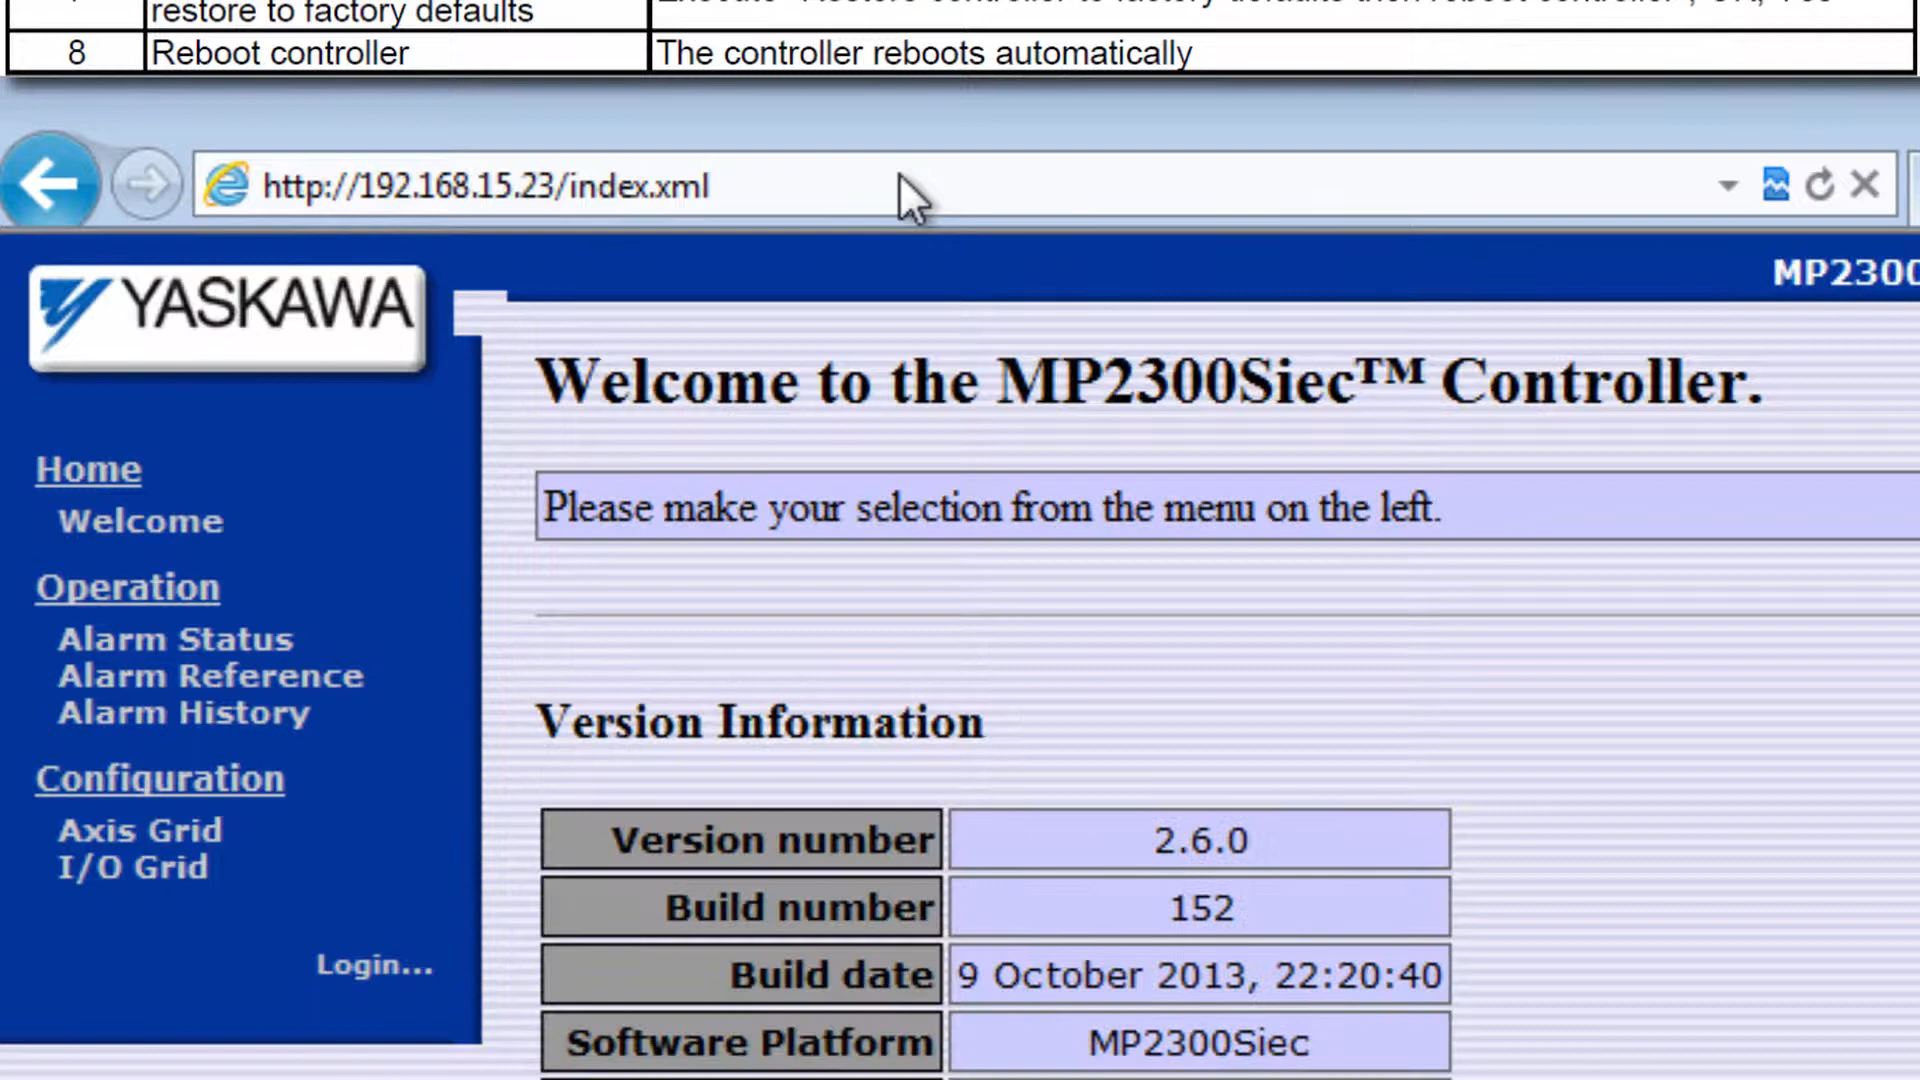 restore to factory defaults
8 Reboot controller The controller reboots automatically
http://192.168.15.23/index.xml
YASKAWA
MP2300
Welcome to the MP2300Siec™ Controller.
Please make your selection from the menu on the left.
Home
Welcome
Operation
Alarm Status
Alarm Reference
Alarm History
Configuration
Axis Grid
I/O Grid
Login...
Version Information
Version number 2.6.0
Build number 152
Build date 9 October 2013, 22:20:40
Software Platform MP2300Siec